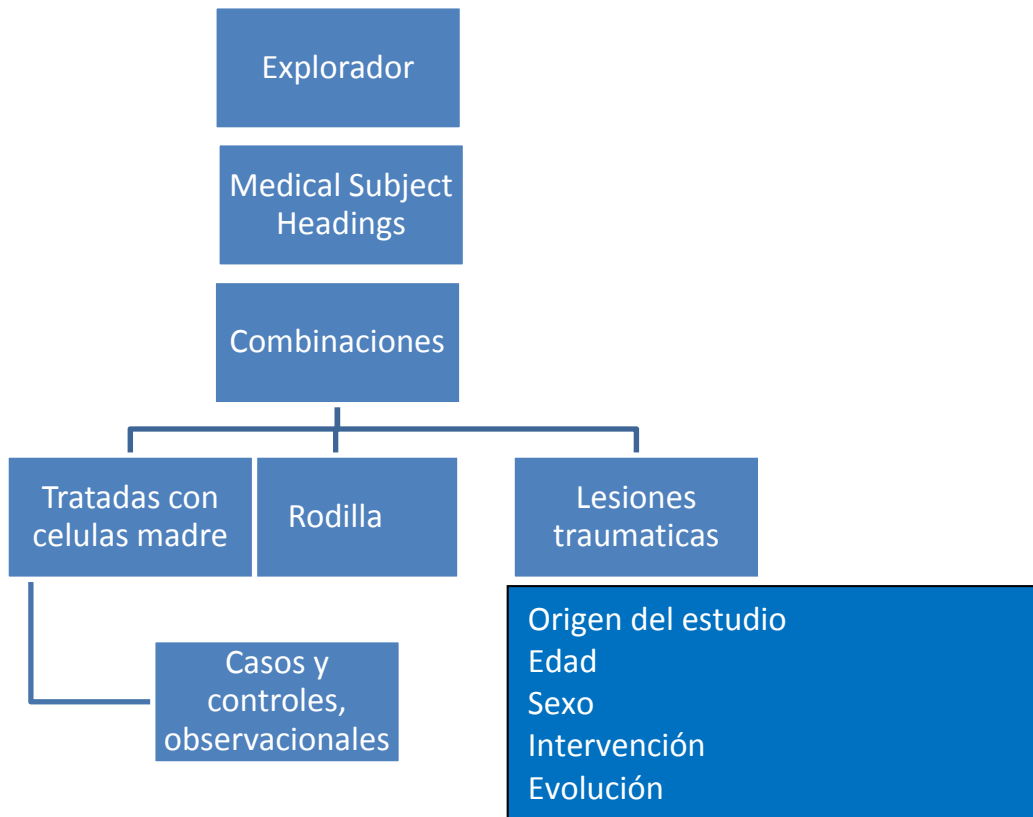 Explorador
Medical Subject
Headings
Combinaciones
Tratadas con
celulas madre
Rodilla
Lesiones
traumaticas
Casos y
controles,
observacionales
Origen del estudio
Edad
Sexo
Intervención
Evolución